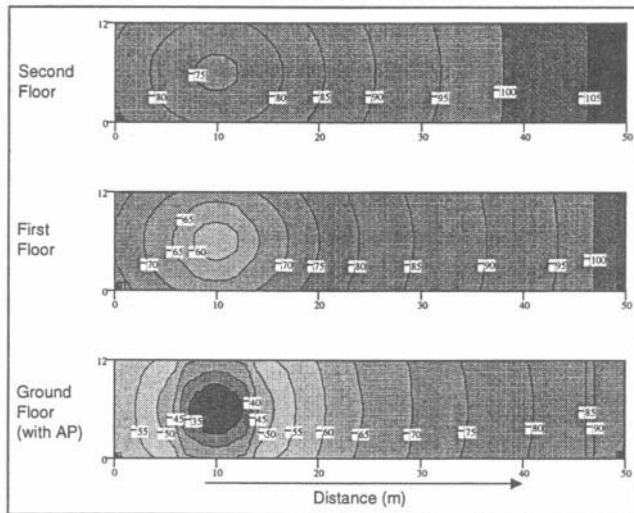 12
Second Floor
-75
-80 -80 -85 -90 -95 -100 -105
0
0 10 20 30 40 50
12
First Floor
-65
-65 -60
-70 -70 -75 -80 -85 -90 -95 -100
0
0 10 20 30 40 50
12
Ground Floor (with AP)
-40
-45 -35 -45 -85
-55 -50 -50 -55 -60 -65 -70 -75 -80 -90
0
0 10 20 30 40 50
Distance (m)